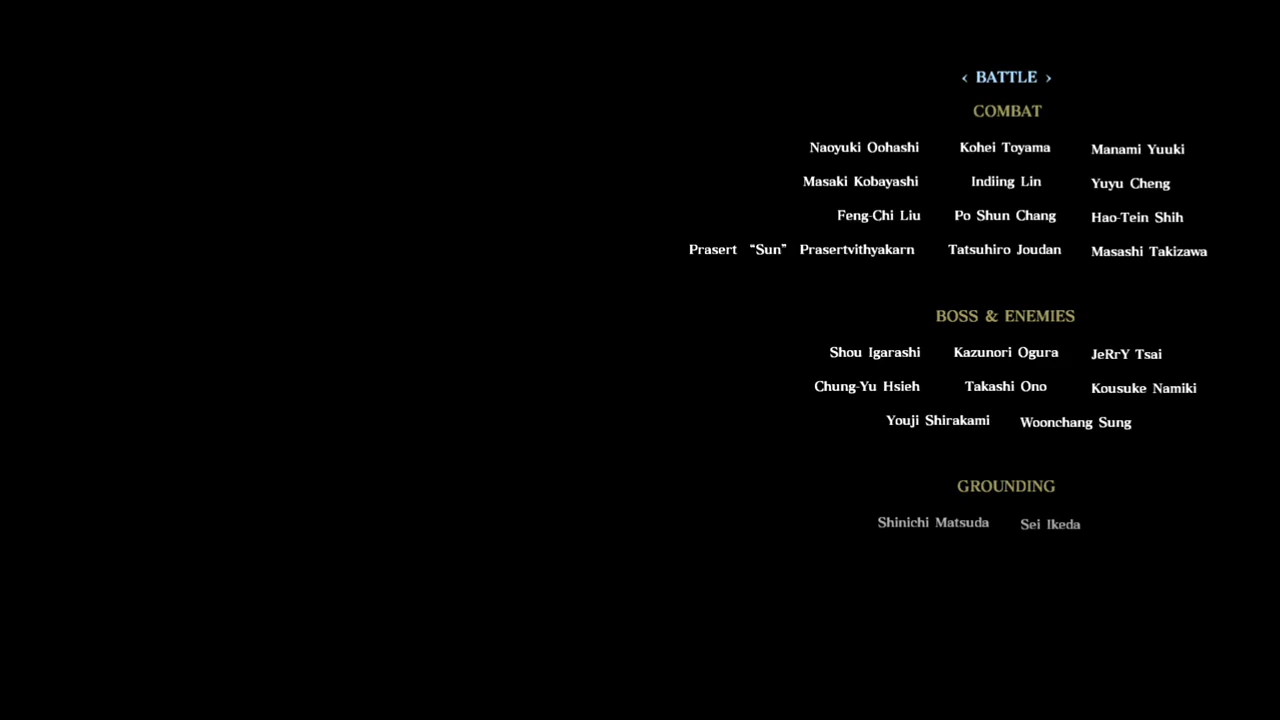 ‹ BATTLE ›
COMBAT
Naoyuki Oohashi Kohei Toyama Manami Yuuki
Masaki Kobayashi Indiing Lin Yuyu Cheng
Feng-Chi Liu Po Shun Chang Hao-Tein Shih
Prasert “Sun” Prasertvithyakarn Tatsuhiro Joudan Masashi Takizawa
BOSS & ENEMIES
Shou Igarashi Kazunori Ogura JeRrY Tsai
Chung-Yu Hsieh Takashi Ono Kousuke Namiki
Youji Shirakami Woonchang Sung
GROUNDING
Shinichi Matsuda Sei Ikeda